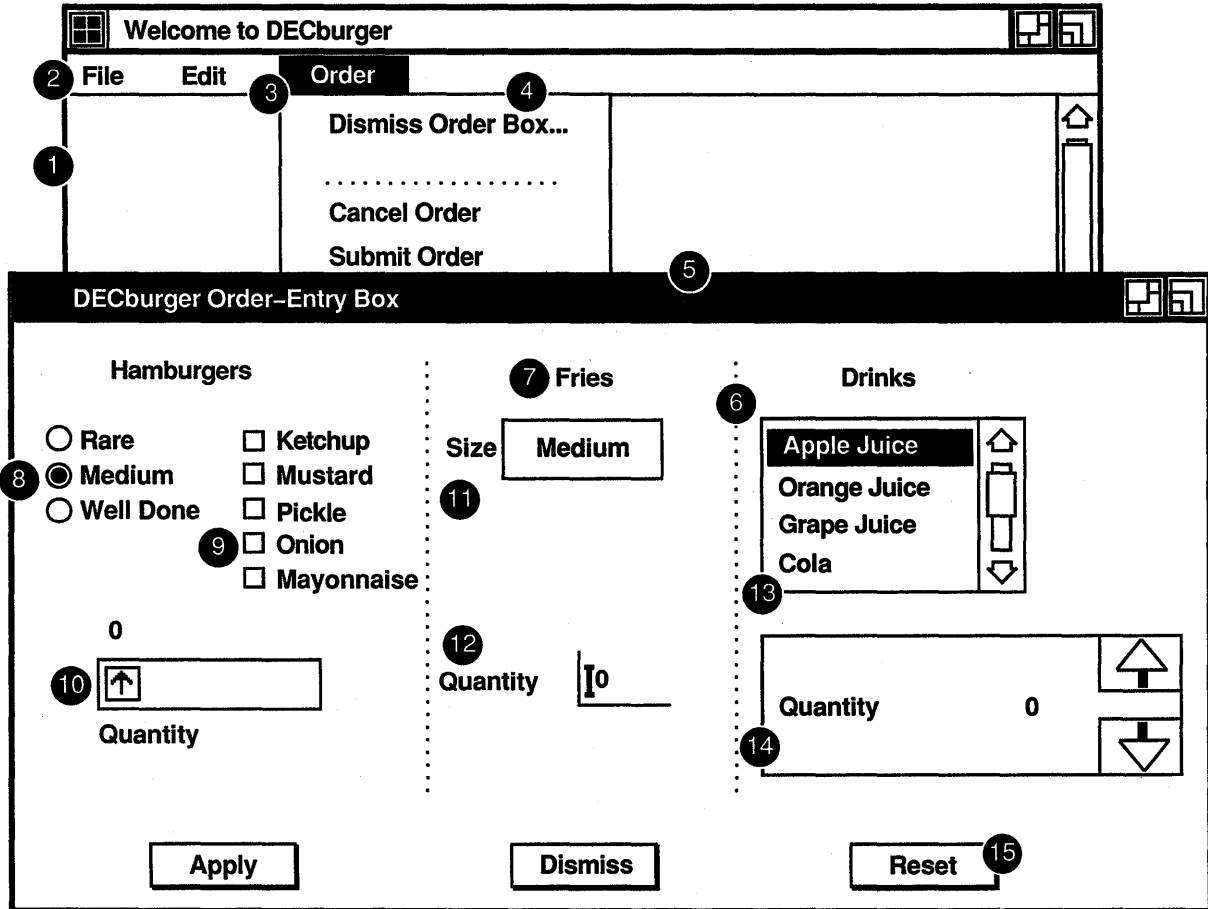 Welcome to DECburger
2 File Edit 3 Order 4
Dismiss Order Box...
1
Cancel Order
Submit Order
5
DECburger Order–Entry Box
Hamburgers
Rare
8 Medium
Well Done
Ketchup
Mustard
Pickle
9 Onion
Mayonnaise
0
10
Quantity
7 Fries
Size Medium
11
12
Quantity 0
Drinks
6
Apple Juice
Orange Juice
Grape Juice
Cola
13
Quantity 0
14
Apply Dismiss Reset 15